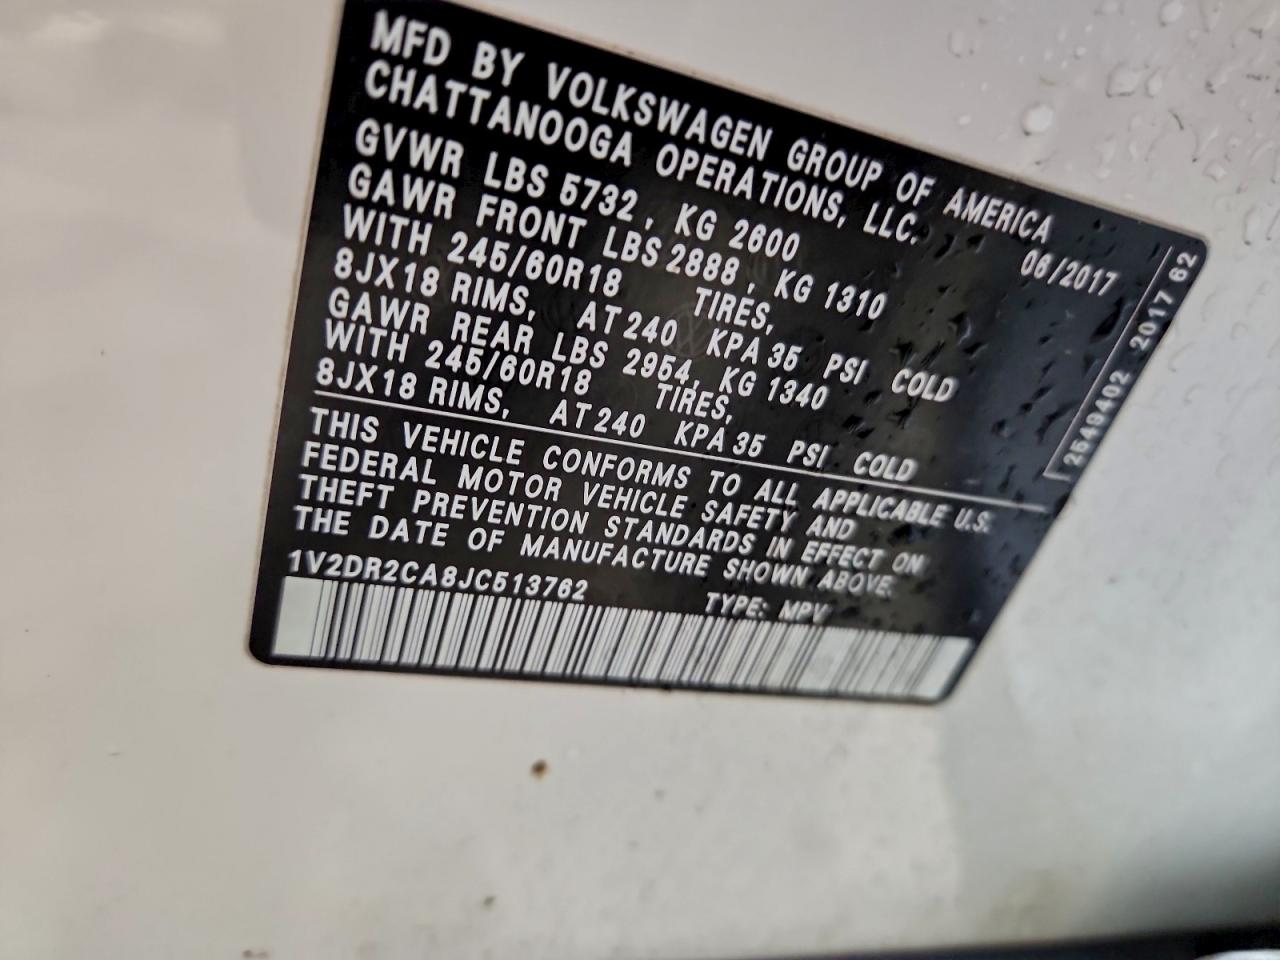 MFD BY VOLKSWAGEN GROUP OF AMERICA
CHATTANOOGA OPERATIONS, LLC.
06/2017
GVWR LBS 5732, KG 2600
GAWR FRONT LBS 2888, KG 1310
WITH 245/60R18 TIRES,
8JX18 RIMS, AT 240 KPA 35 PSI COLD
GAWR REAR LBS 2954, KG 1340
WITH 245/60R18 TIRES,
8JX18 RIMS, AT 240 KPA 35 PSI COLD
THIS VEHICLE CONFORMS TO ALL APPLICABLE U.S.
FEDERAL MOTOR VEHICLE SAFETY AND
THEFT PREVENTION STANDARDS IN EFFECT ON
THE DATE OF MANUFACTURE SHOWN ABOVE.
1V2DR2CA8JC513762 TYPE: MPV
2549402 2017 62